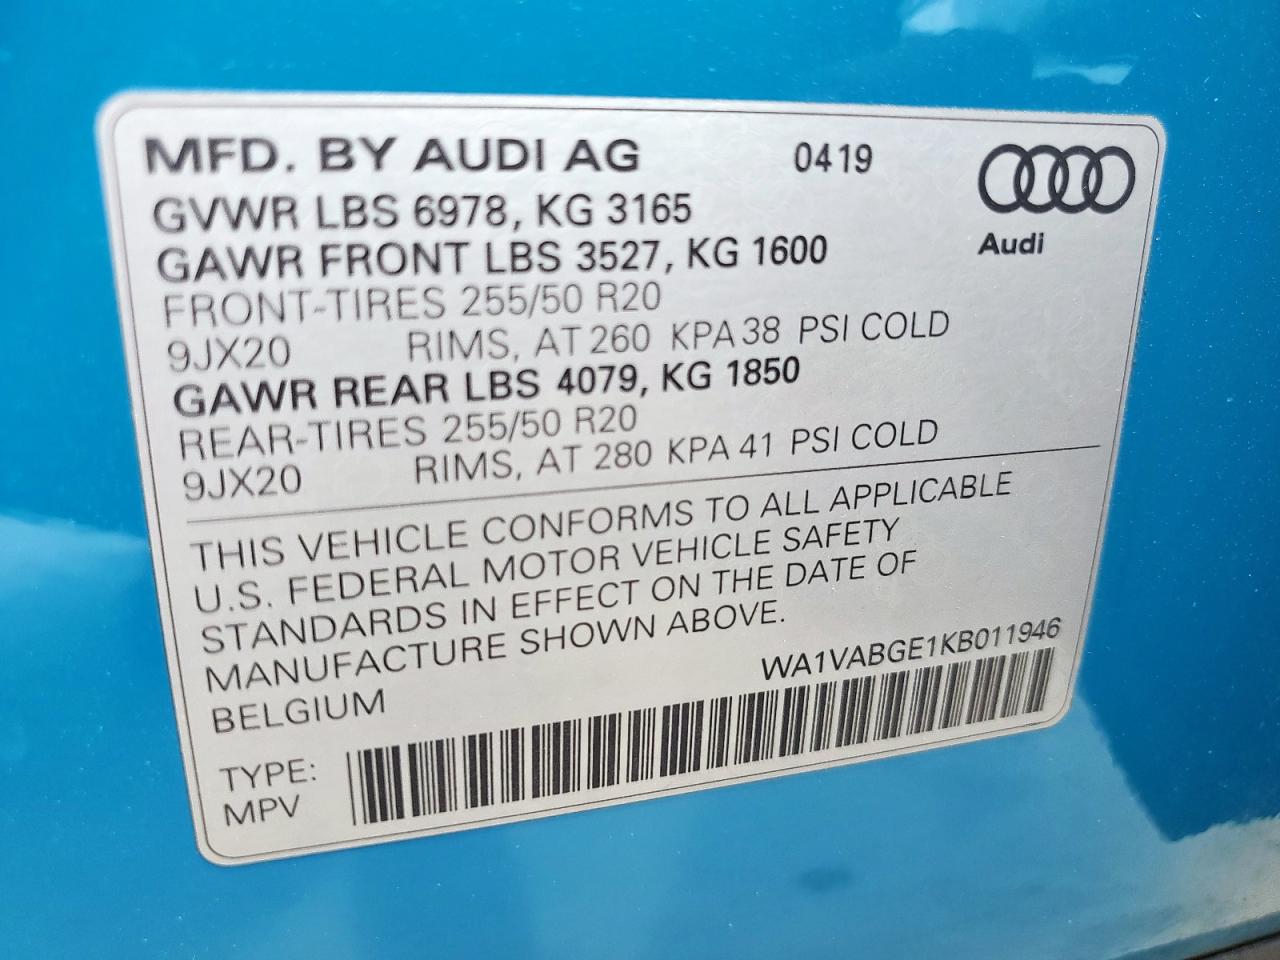 MFD. BY AUDI AG 0419
GVWR LBS 6978, KG 3165
GAWR FRONT LBS 3527, KG 1600
Audi
FRONT-TIRES 255/50 R20
9JX20 RIMS, AT 260 KPA 38 PSI COLD
GAWR REAR LBS 4079, KG 1850
REAR-TIRES 255/50 R20
9JX20 RIMS, AT 280 KPA 41 PSI COLD
THIS VEHICLE CONFORMS TO ALL APPLICABLE
U.S. FEDERAL MOTOR VEHICLE SAFETY
STANDARDS IN EFFECT ON THE DATE OF
MANUFACTURE SHOWN ABOVE.
BELGIUM
WA1VABGE1KB011946
TYPE:
MPV